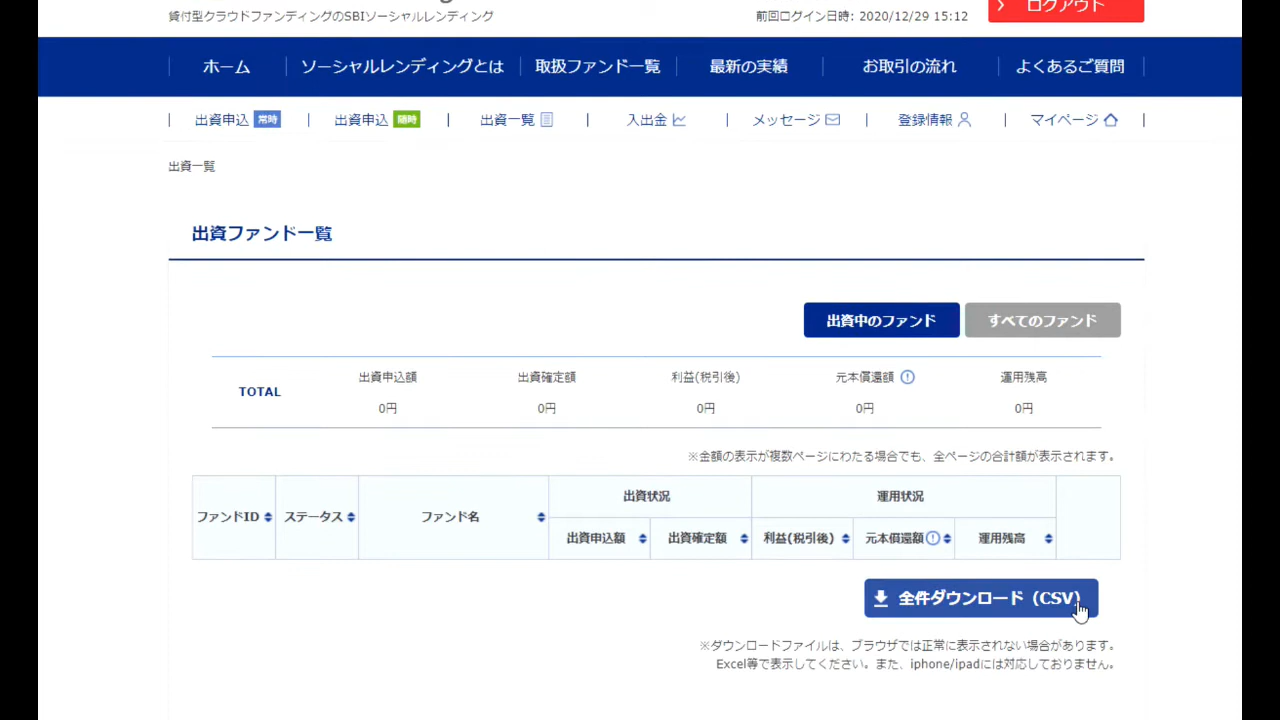 貸付型クラウドファンディングのSBIソーシャルレンディング
前回ログイン日時: 2020/12/29 15:12
ログアウト
ホーム
ソーシャルレンディングとは
取扱ファンド一覧
最新の実績
お取引の流れ
よくあるご質問
出資申込 常時
出資申込 随時
出資一覧
入出金
メッセージ
登録情報
マイページ
出資一覧
出資ファンド一覧
出資中のファンド
すべてのファンド
TOTAL
出資申込額
出資確定額
利益(税引後)
元本償還額
運用残高
0円
0円
0円
0円
0円
※金額の表示が複数ページにわたる場合でも、全ページの合計額が表示されます。
ファンドID
ステータス
ファンド名
出資状況
運用状況
出資申込額
出資確定額
利益(税引後)
元本償還額
運用残高
全件ダウンロード（CSV）
※ダウンロードファイルは、ブラウザでは正常に表示されない場合があります。
Excel等で表示してください。また、iphone/ipadには対応しておりません。